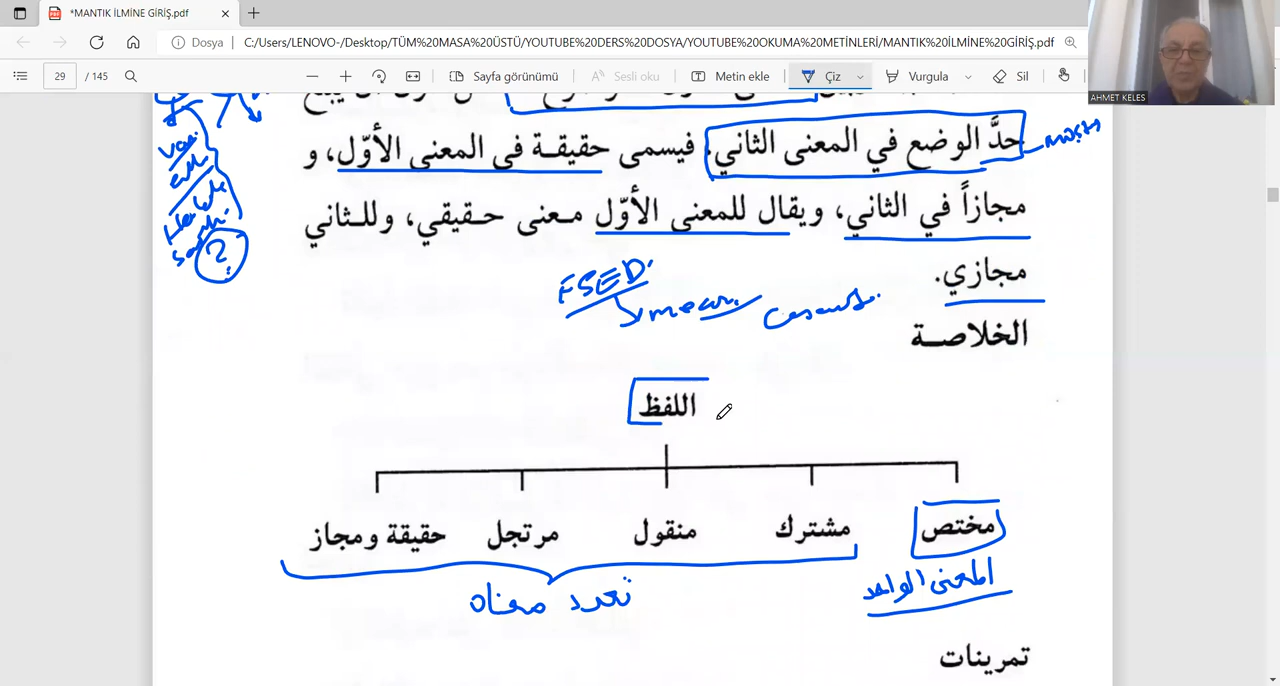 *MANTIK İLMİNE GİRİŞ.pdf
Dosya
C:/Users/LENOVO-/Desktop/TÜM%20MASA%20ÜSTÜ/YOUTUBE%20DERS%20DOSYA/YOUTUBE%20OKUMA%20METİNLERİ/MANTIK%20İLMİNE%20GİRİŞ.pdf
29 / 145
Sayfa görünümü
Sesli oku
Metin ekle
Çiz
Vurgula
Sil
AHMET KELES
حدَّ الوضع في المعنى الثاني. فيسمى حقيقة في المعنى الأوّل، و
مجازاً في الثاني، ويقال للمعنى الأوّل معنى حقيقي، وللثاني
مجازي.
الخلاصة
اللفظ
مختص
مشترك
منقول
مرتجل
حقيقة ومجاز
المعنى الواحد
تعدد معناه
تمرينات